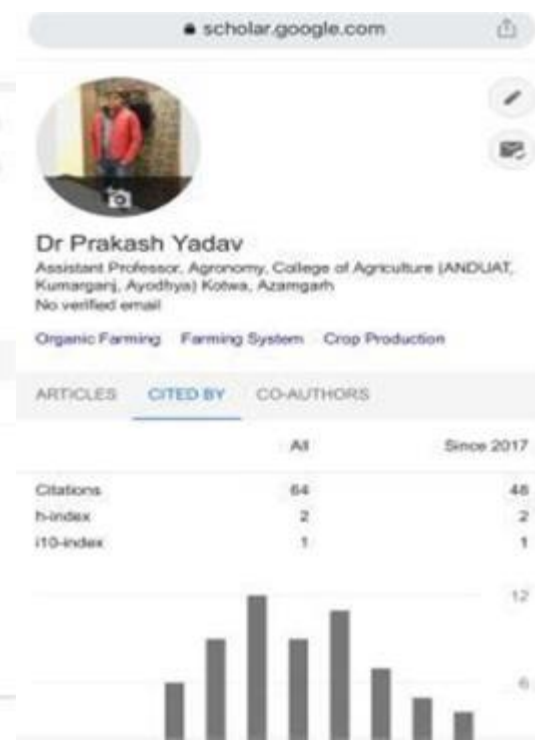 scholar.google.com
Dr Prakash Yadav
Assistant Professor, Agronomy, College of Agriculture (ANDUAT,
Kumarganj, Ayodhya) Kotwa, Azamgarh
No verified email
Organic Farming Farming System Crop Production
ARTICLES CITED BY CO-AUTHORS
All Since 2017
Citations 64 48
h-index 2 2
i10-index 1 1
12
6